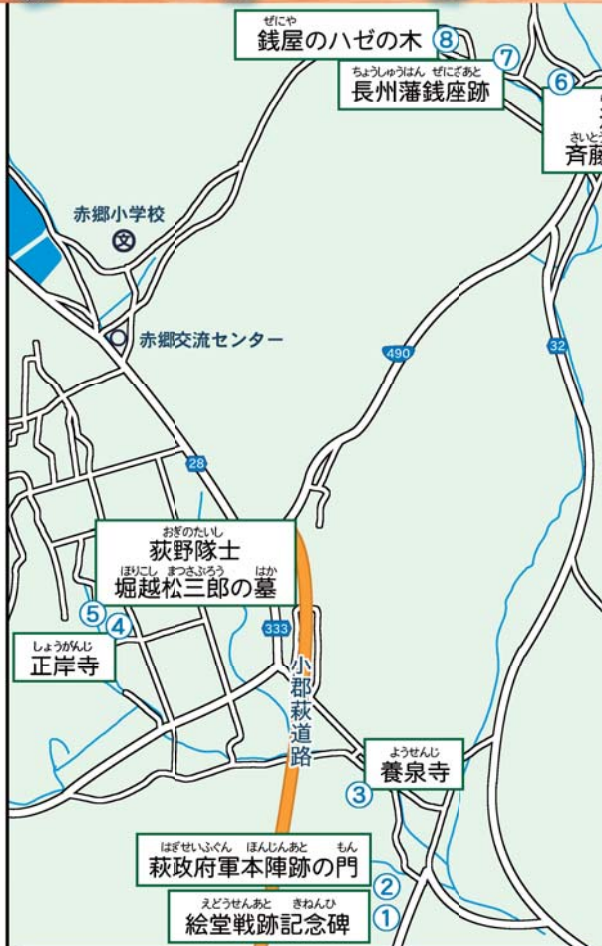 ぜにや
銭屋のハゼの木
⑧
⑦
ちょうしゅうはん ぜにざあと
長州藩銭座跡
⑥
さいとう
斉藤
赤郷小学校
文
赤郷交流センター
490
32
28
おぎのたいし
荻野隊士
ほりこし まつさぶろう はか
堀越松三郎の墓
⑤
④
333
しょうがんじ
正岸寺
小郡萩道路
ようせんじ
養泉寺
③
はぎせいふぐん ほんじんあと もん
萩政府軍本陣跡の門
②
えどうせんあと きねんひ
絵堂戦跡記念碑
①